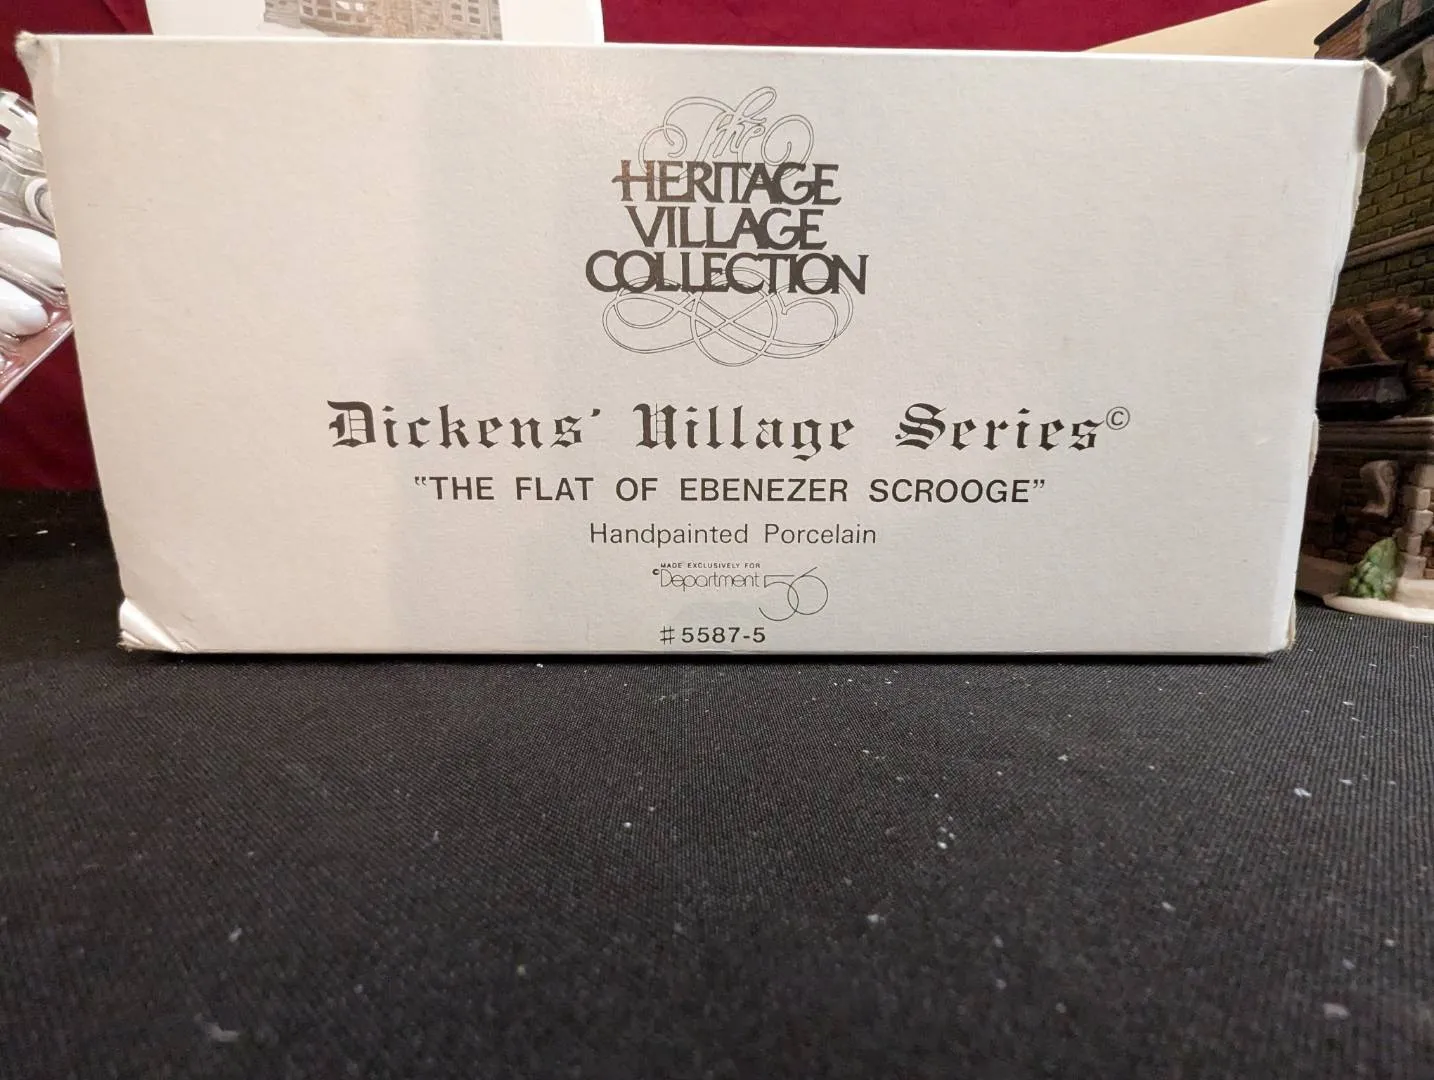 The
HERITAGE
VILLAGE
COLLECTION
Dickens' Village Series©
"THE FLAT OF EBENEZER SCROOGE"
Handpainted Porcelain
MADE EXCLUSIVELY FOR
©Department 56
#5587-5